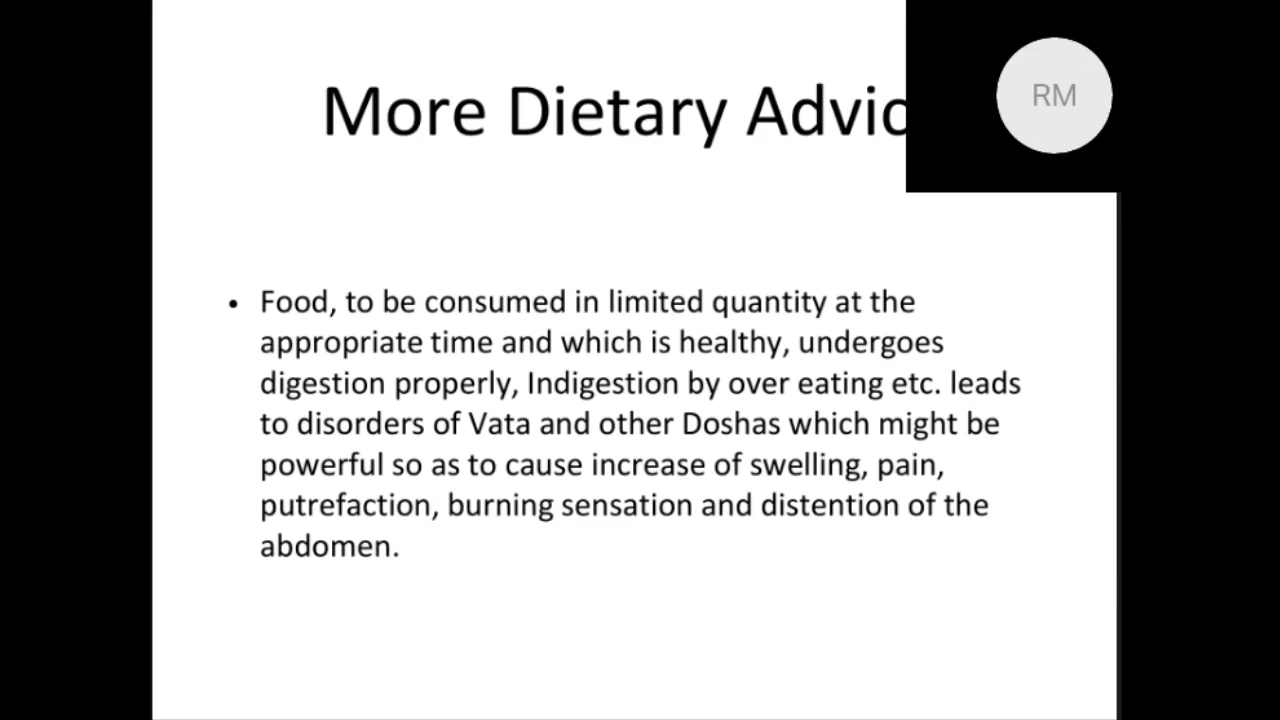 More Dietary Advic
RM
• Food, to be consumed in limited quantity at the
appropriate time and which is healthy, undergoes
digestion properly, Indigestion by over eating etc. leads
to disorders of Vata and other Doshas which might be
powerful so as to cause increase of swelling, pain,
putrefaction, burning sensation and distention of the
abdomen.